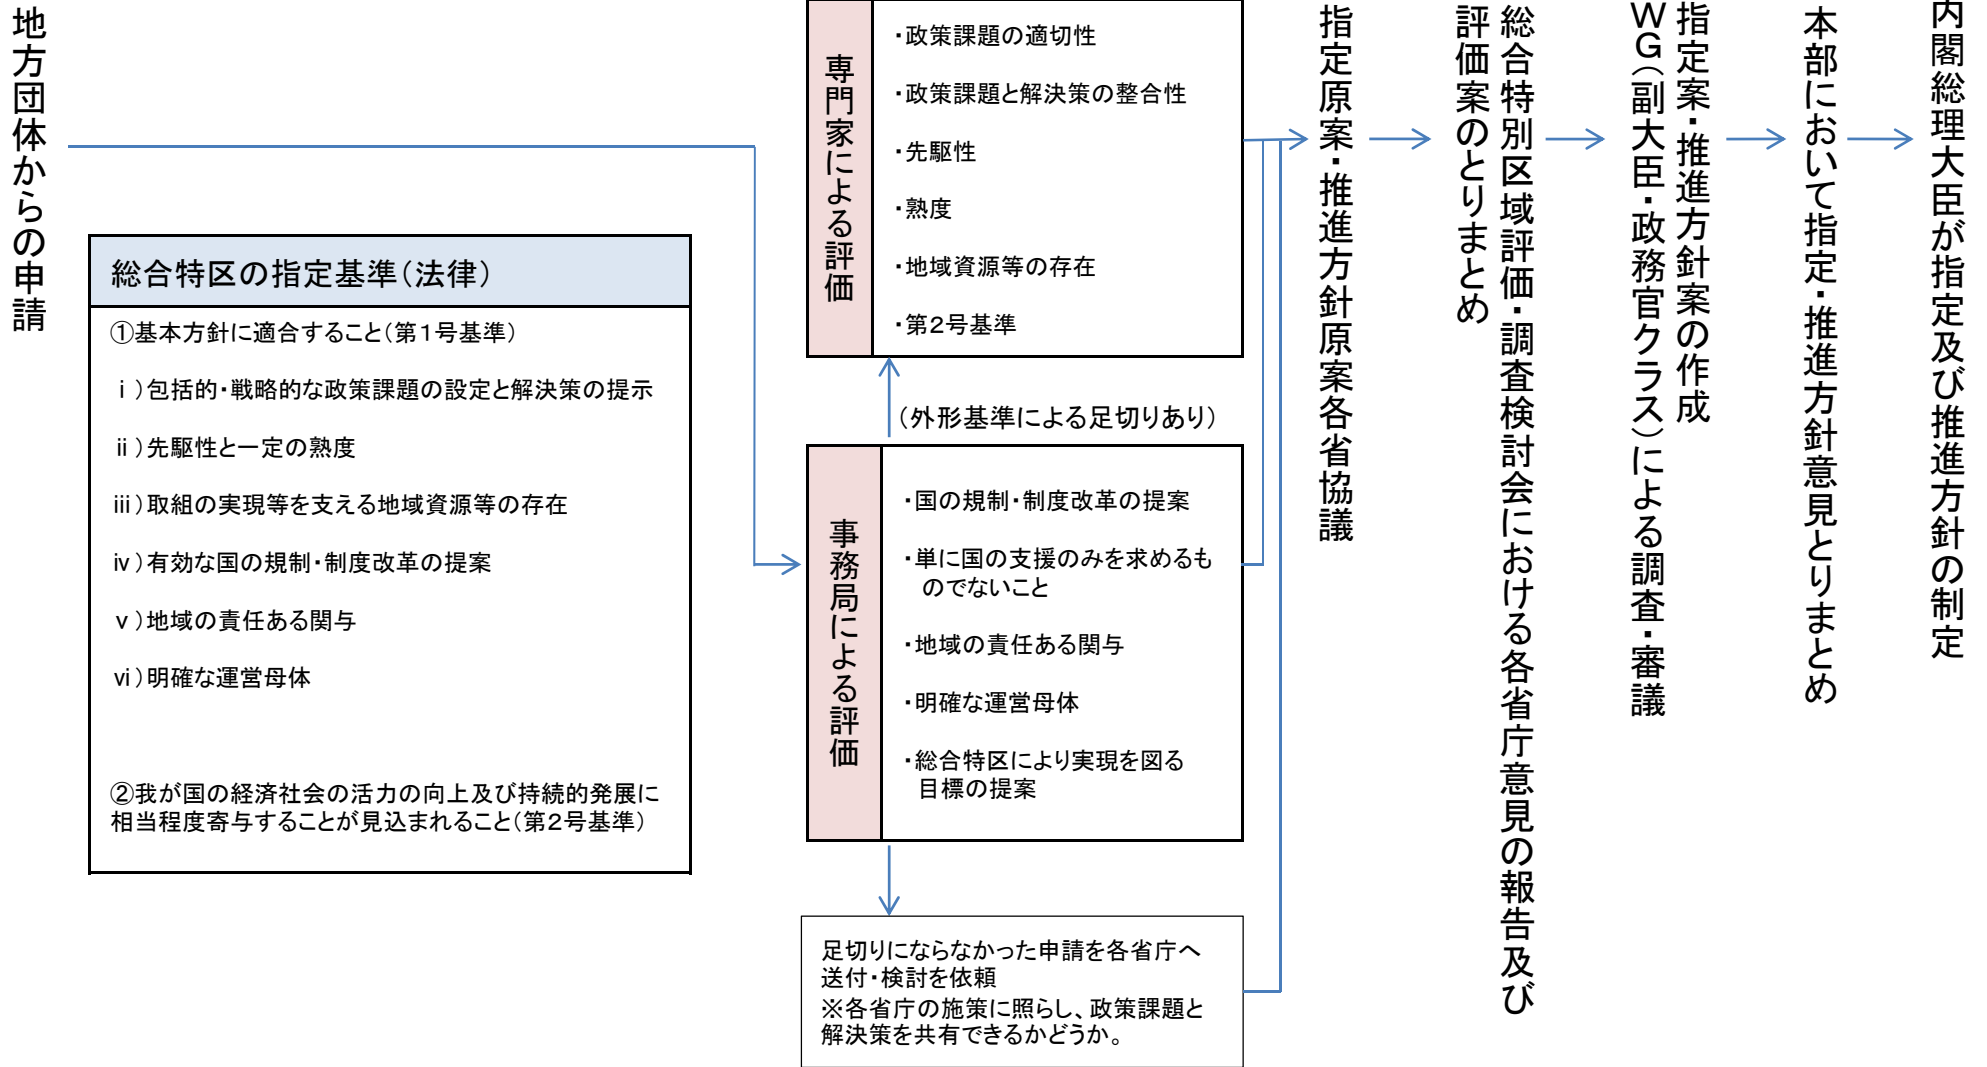 地方団体からの申請
総合特区の指定基準（法律）
①基本方針に適合すること（第１号基準）
ⅰ）包括的・戦略的な政策課題の設定と解決策の提示
ⅱ）先駆性と一定の熟度
ⅲ）取組の実現等を支える地域資源等の存在
ⅳ）有効な国の規制・制度改革の提案
ⅴ）地域の責任ある関与
ⅵ）明確な運営母体
②我が国の経済社会の活力の向上及び持続的発展に
相当程度寄与することが見込まれること（第２号基準）
専門家による評価
・政策課題の適切性
・政策課題と解決策の整合性
・先駆性
・熟度
・地域資源等の存在
・第２号基準
（外形基準による足切りあり）
事務局による評価
・国の規制・制度改革の提案
・単に国の支援のみを求めるも
のでないこと
・地域の責任ある関与
・明確な運営母体
・総合特区により実現を図る
目標の提案
足切りにならなかった申請を各省庁へ
送付・検討を依頼
※各省庁の施策に照らし、政策課題と
解決策を共有できるかどうか。
指定原案・推進方針原案各省協議
総合特別区域評価・調査検討会における各省庁意見の報告及び
評価案のとりまとめ
指定案・推進方針案の作成
ＷＧ（副大臣・政務官クラス）による調査・審議
本部において指定・推進方針意見とりまとめ
内閣総理大臣が指定及び推進方針の制定